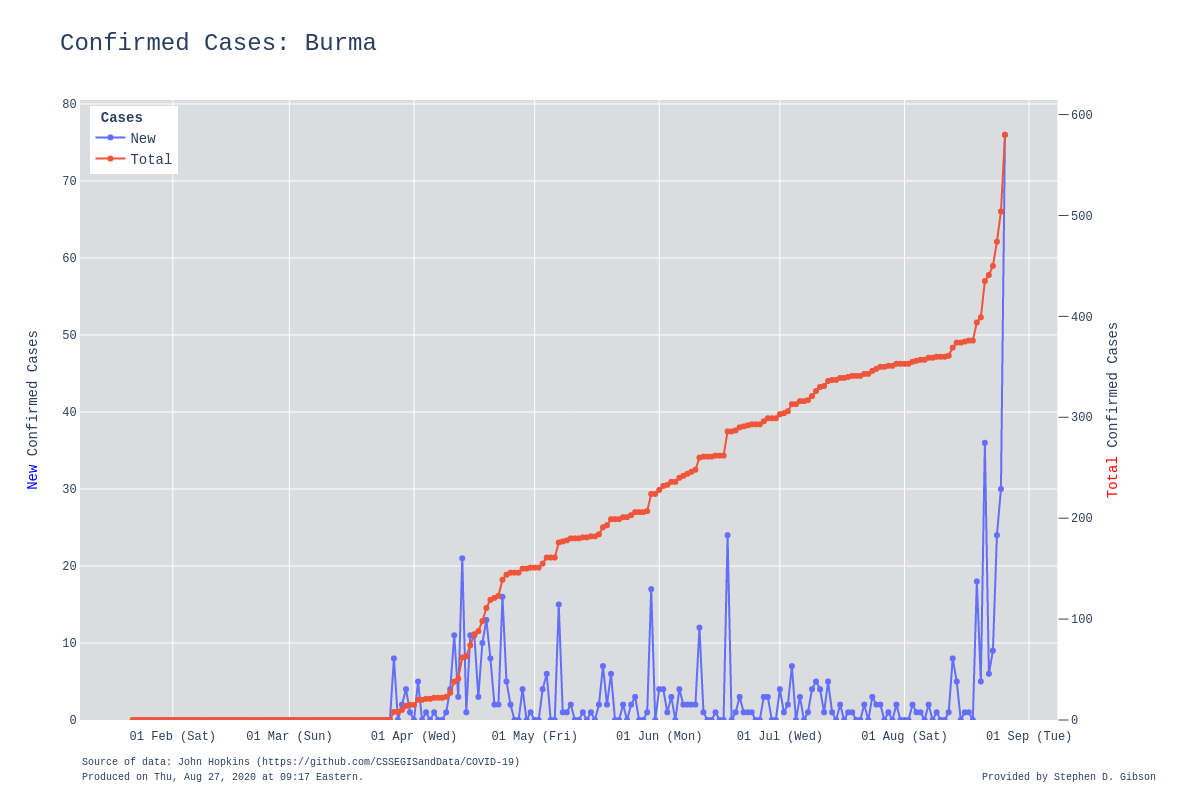 Confirmed Cases: Burma
Cases
New
Total
80
70
60
50
40
30
20
10
0
600
500
400
300
200
100
0
New Confirmed Cases
Total Confirmed Cases
01 Feb (Sat) 01 Mar (Sun) 01 Apr (Wed) 01 May (Fri) 01 Jun (Mon) 01 Jul (Wed) 01 Aug (Sat) 01 Sep (Tue)
Source of data: John Hopkins (https://github.com/CSSEGISandData/COVID-19)
Produced on Thu, Aug 27, 2020 at 09:17 Eastern.
Provided by Stephen D. Gibson